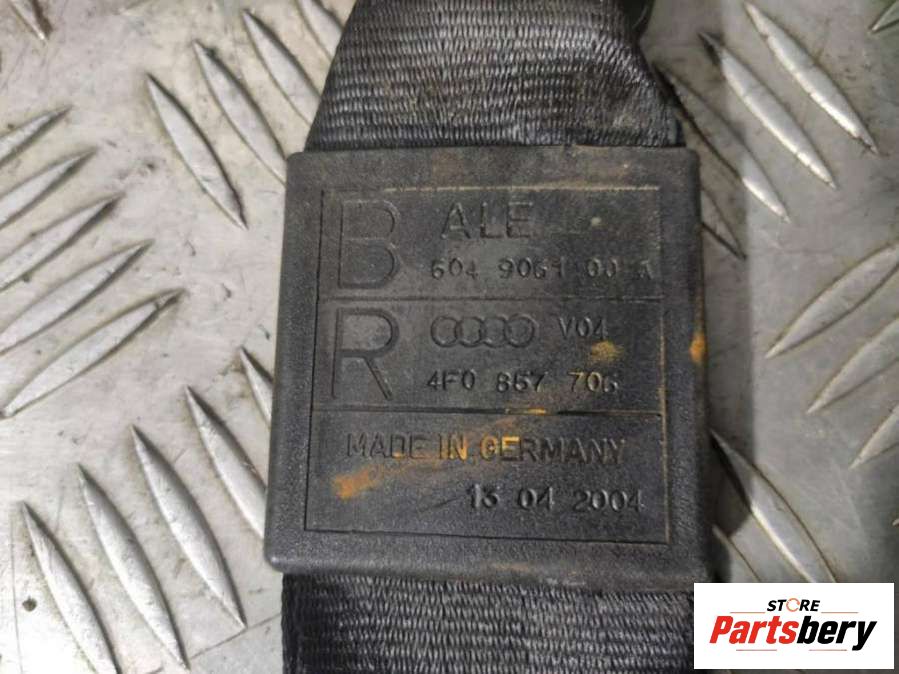 B ALE
604 9061 00 A
R V04
4F0 857 706
MADE IN GERMANY
13 04 2004
STORE
Partsbery